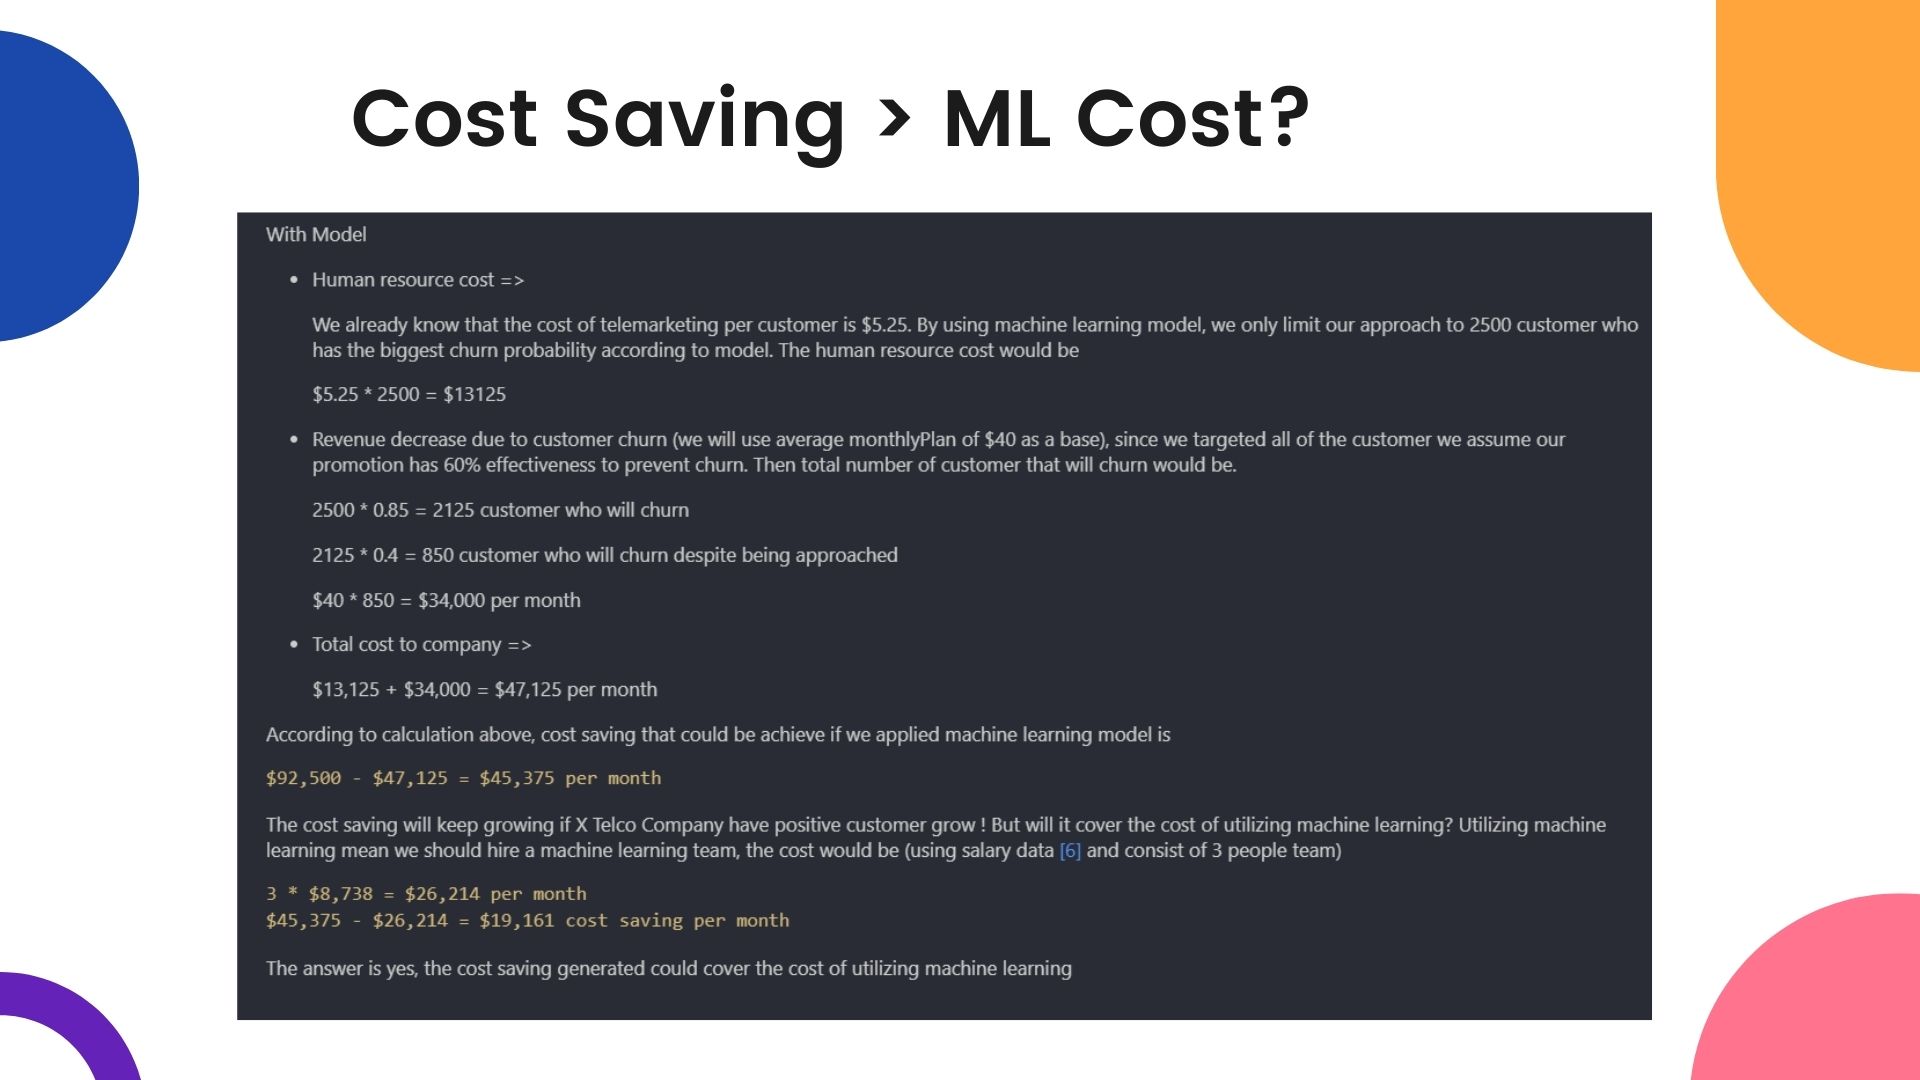 Cost Saving > ML Cost?
With Model
• Human resource cost =>
We already know that the cost of telemarketing per customer is $5.25. By using machine learning model, we only limit our approach to 2500 customer who
has the biggest churn probability according to model. The human resource cost would be
$5.25 * 2500 = $13125
• Revenue decrease due to customer churn (we will use average monthlyPlan of $40 as a base), since we targeted all of the customer we assume our
promotion has 60% effectiveness to prevent churn. Then total number of customer that will churn would be.
2500 * 0.85 = 2125 customer who will churn
2125 * 0.4 = 850 customer who will churn despite being approached
$40 * 850 = $34,000 per month
• Total cost to company =>
$13,125 + $34,000 = $47,125 per month
According to calculation above, cost saving that could be achieve if we applied machine learning model is
$92,500 - $47,125 = $45,375 per month
The cost saving will keep growing if X Telco Company have positive customer grow ! But will it cover the cost of utilizing machine learning? Utilizing machine
learning mean we should hire a machine learning team, the cost would be (using salary data [6] and consist of 3 people team)
3 * $8,738 = $26,214 per month
$45,375 - $26,214 = $19,161 cost saving per month
The answer is yes, the cost saving generated could cover the cost of utilizing machine learning